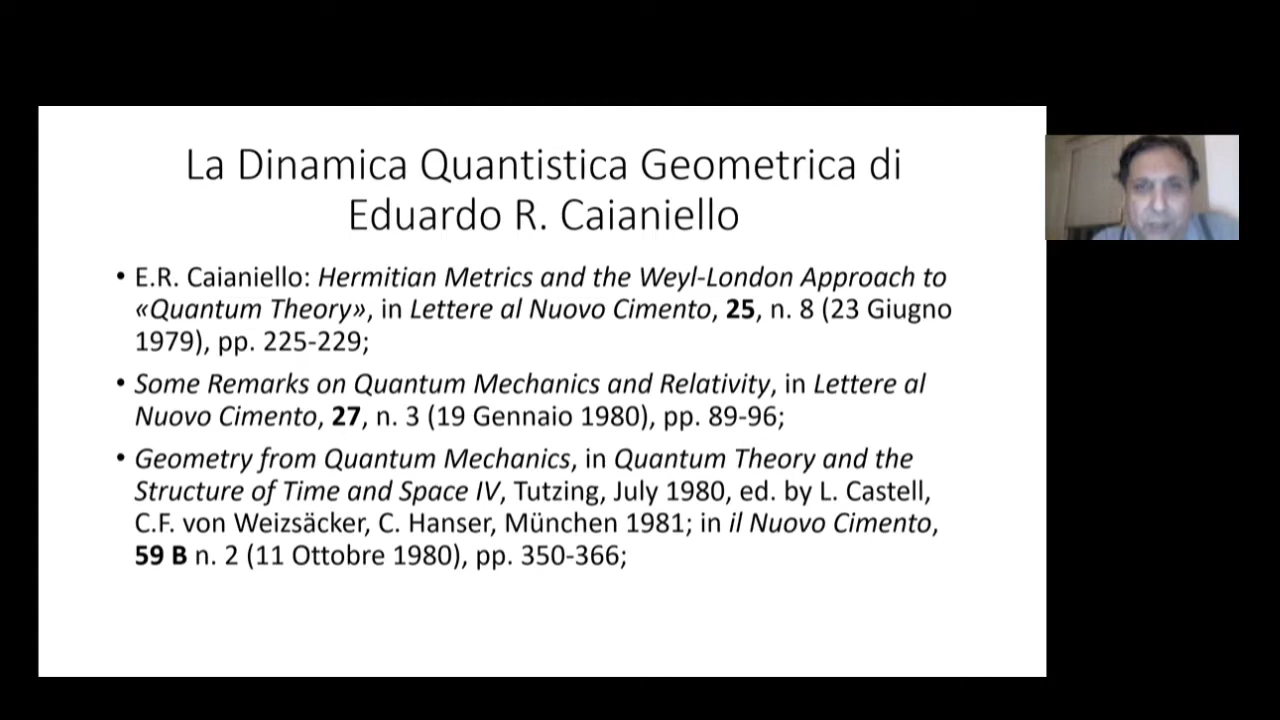 La Dinamica Quantistica Geometrica di
Eduardo R. Caianiello
• E.R. Caianiello: Hermitian Metrics and the Weyl-London Approach to
«Quantum Theory», in Lettere al Nuovo Cimento, 25, n. 8 (23 Giugno
1979), pp. 225-229;
• Some Remarks on Quantum Mechanics and Relativity, in Lettere al
Nuovo Cimento, 27, n. 3 (19 Gennaio 1980), pp. 89-96;
• Geometry from Quantum Mechanics, in Quantum Theory and the
Structure of Time and Space IV, Tutzing, July 1980, ed. by L. Castell,
C.F. von Weizsäcker, C. Hanser, München 1981; in il Nuovo Cimento,
59 B n. 2 (11 Ottobre 1980), pp. 350-366;